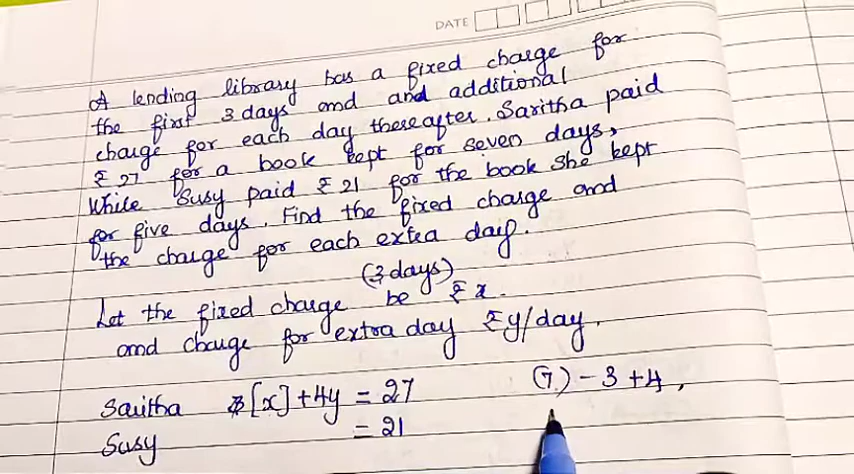 DATE
A lending library has a fixed charge for
the first 3 days and and additional
charge for each day thereafter. Saritha paid
₹ 27 for a book kept for seven days,
While Susy paid ₹ 21 for the book she kept
for five days. Find the fixed charge and
the charge for each extra day.
(3 days)
Let the fixed charge be ₹ x.
and charge for extra day ₹ y/day.
Saritha [x] + 4y = 27 (7) - 3 + 4,
Susy = 21